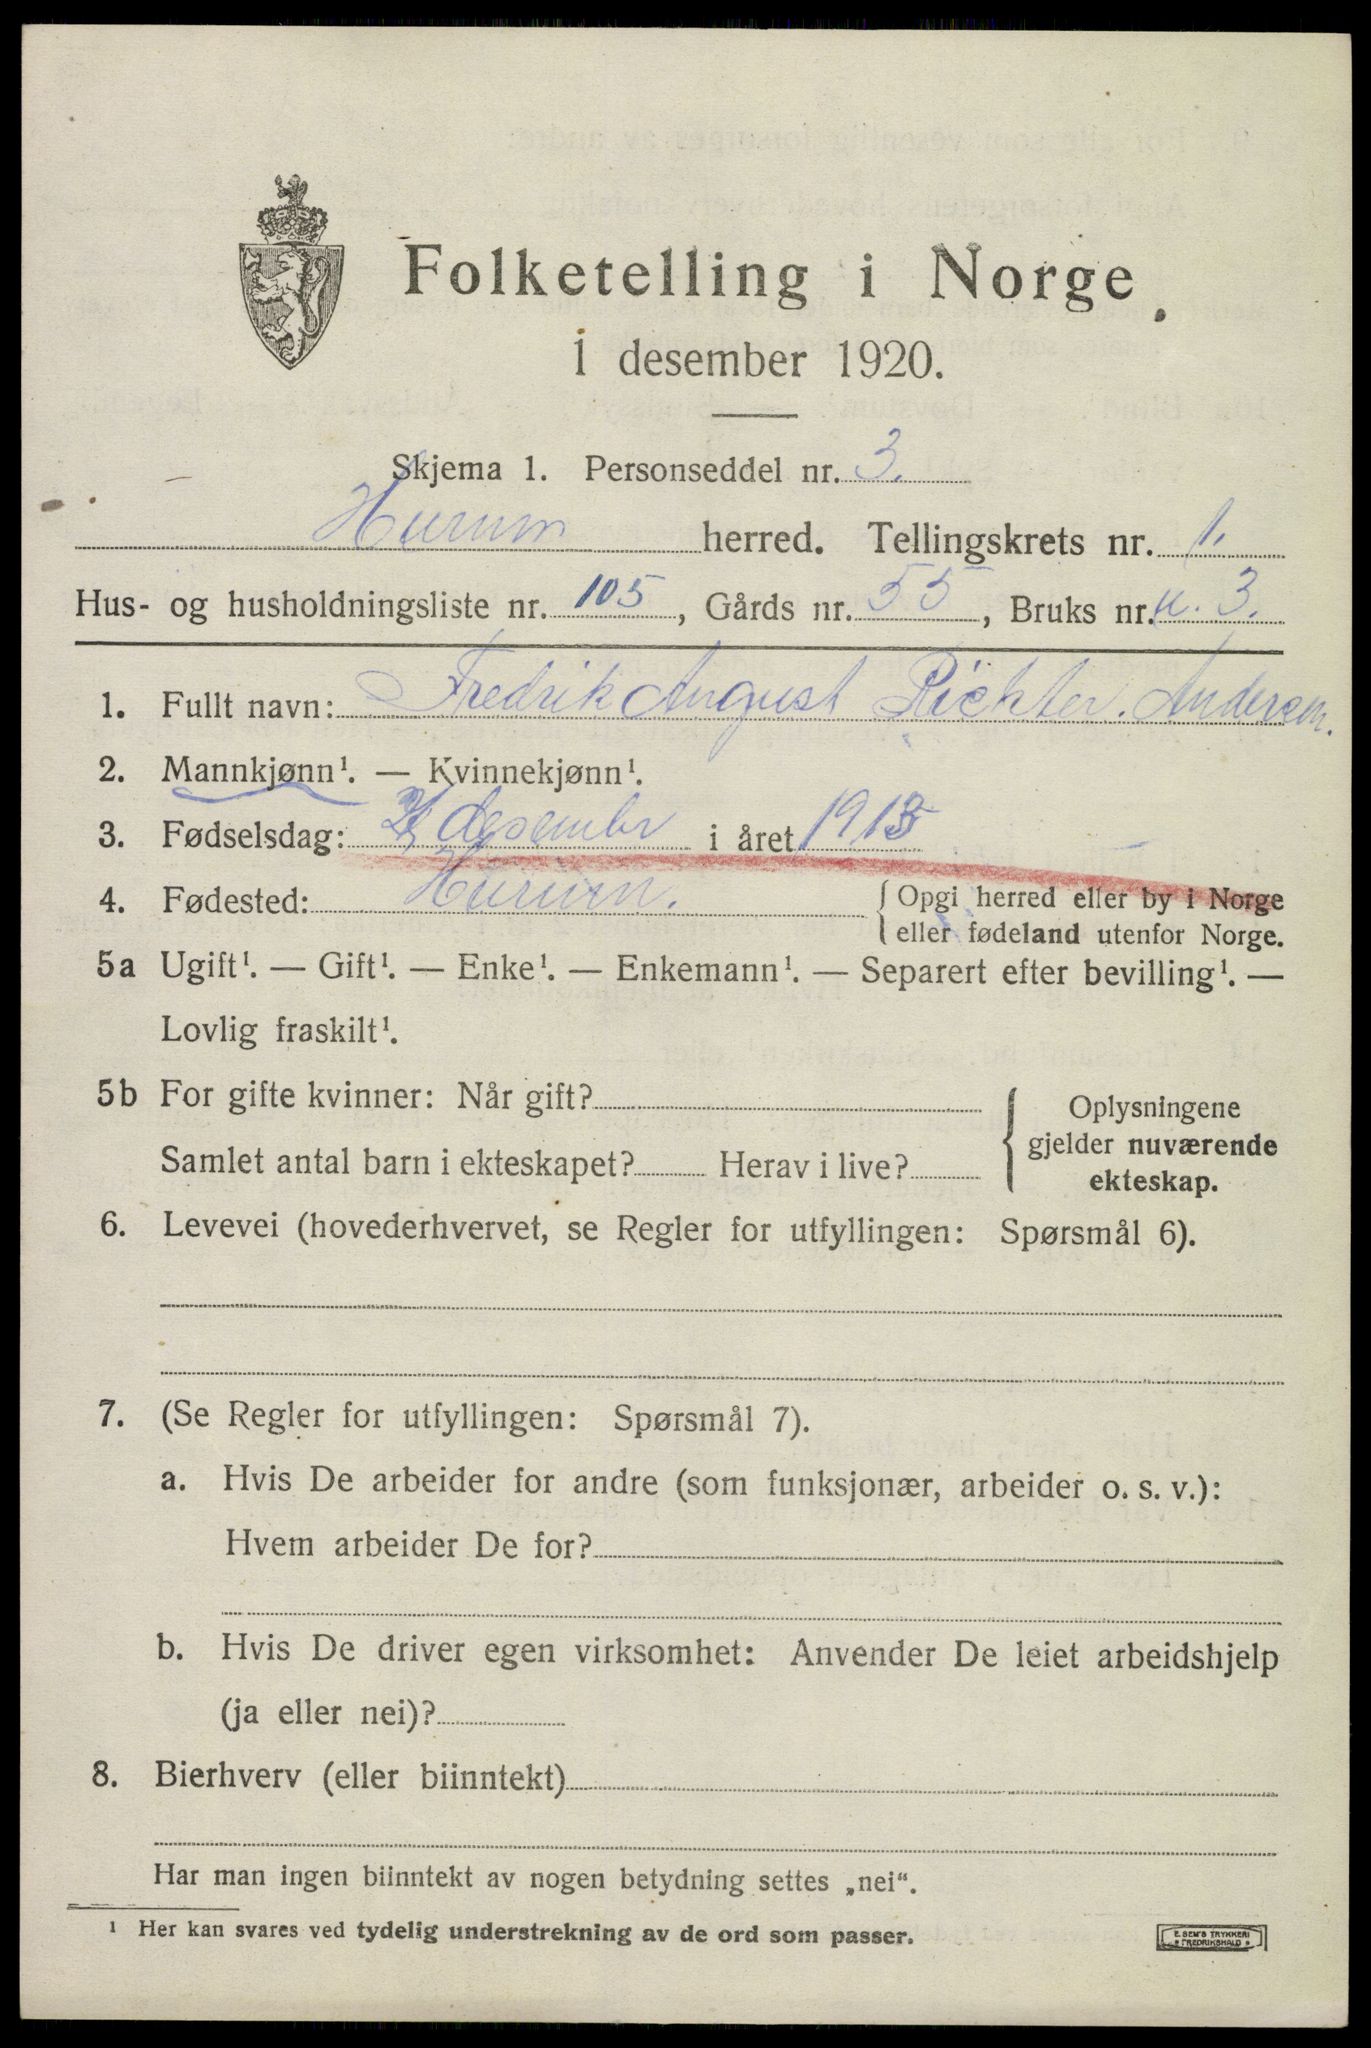 Folketelling i Norge
1 desember 1920.
Skjema 1. Personseddel nr. 3.
Hurum herred. Tellingskrets nr. 1.
Hus- og husholdningsliste nr. 105, Gårds nr. 55, Bruks nr. 3.
1. Fullt navn: Fredrik August Richter. Andersen.
2. Mannkjønn¹. — Kvinnekjønn¹.
3. Fødselsdag: desember i året 191
4. Fødested: Hurum. { Opgi herred eller by i Norge
eller fødeland utenfor Norge.
5a Ugift¹. — Gift¹. — Enke¹. — Enkemann¹. — Separert efter bevilling¹. —
Lovlig fraskilt¹.
5b For gifte kvinner: Når gift? { Oplysningene
gjelder nuværende
Samlet antal barn i ekteskapet? Herav i live?
ekteskap.
6. Levevei (hovederhvervet, se Regler for utfyllingen: Spørsmål 6).
7. (Se Regler for utfyllingen: Spørsmål 7).
a. Hvis De arbeider for andre (som funksjonær, arbeider o. s. v.):
Hvem arbeider De for?
b. Hvis De driver egen virksomhet: Anvender De leiet arbeidshjelp
(ja eller nei)?
8. Bierhverv (eller biinntekt)
Har man ingen biinntekt av nogen betydning settes „nei“.
¹ Her kan svares ved tydelig understrekning av de ord som passer.
E. SEM'S TRYKKERI
FREDRIKSHALD